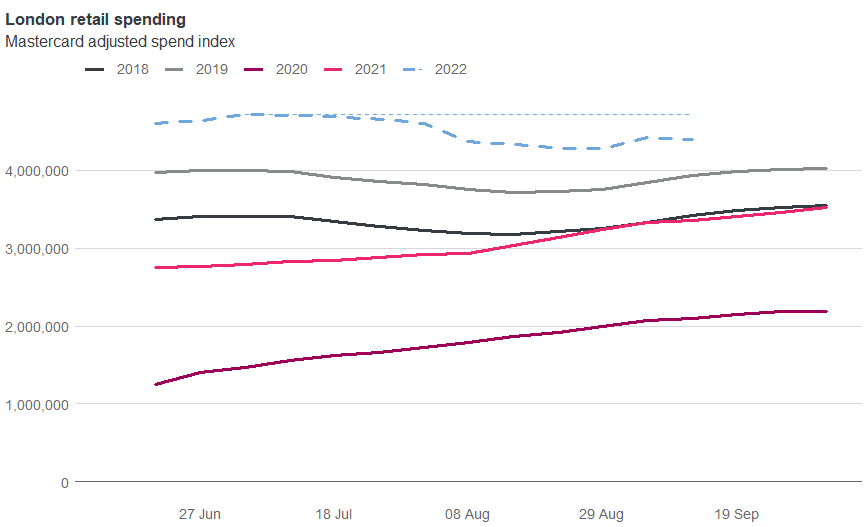 London retail spending
Mastercard adjusted spend index
2018 2019 2020 2021 2022
4,000,000
3,000,000
2,000,000
1,000,000
0
27 Jun 18 Jul 08 Aug 29 Aug 19 Sep